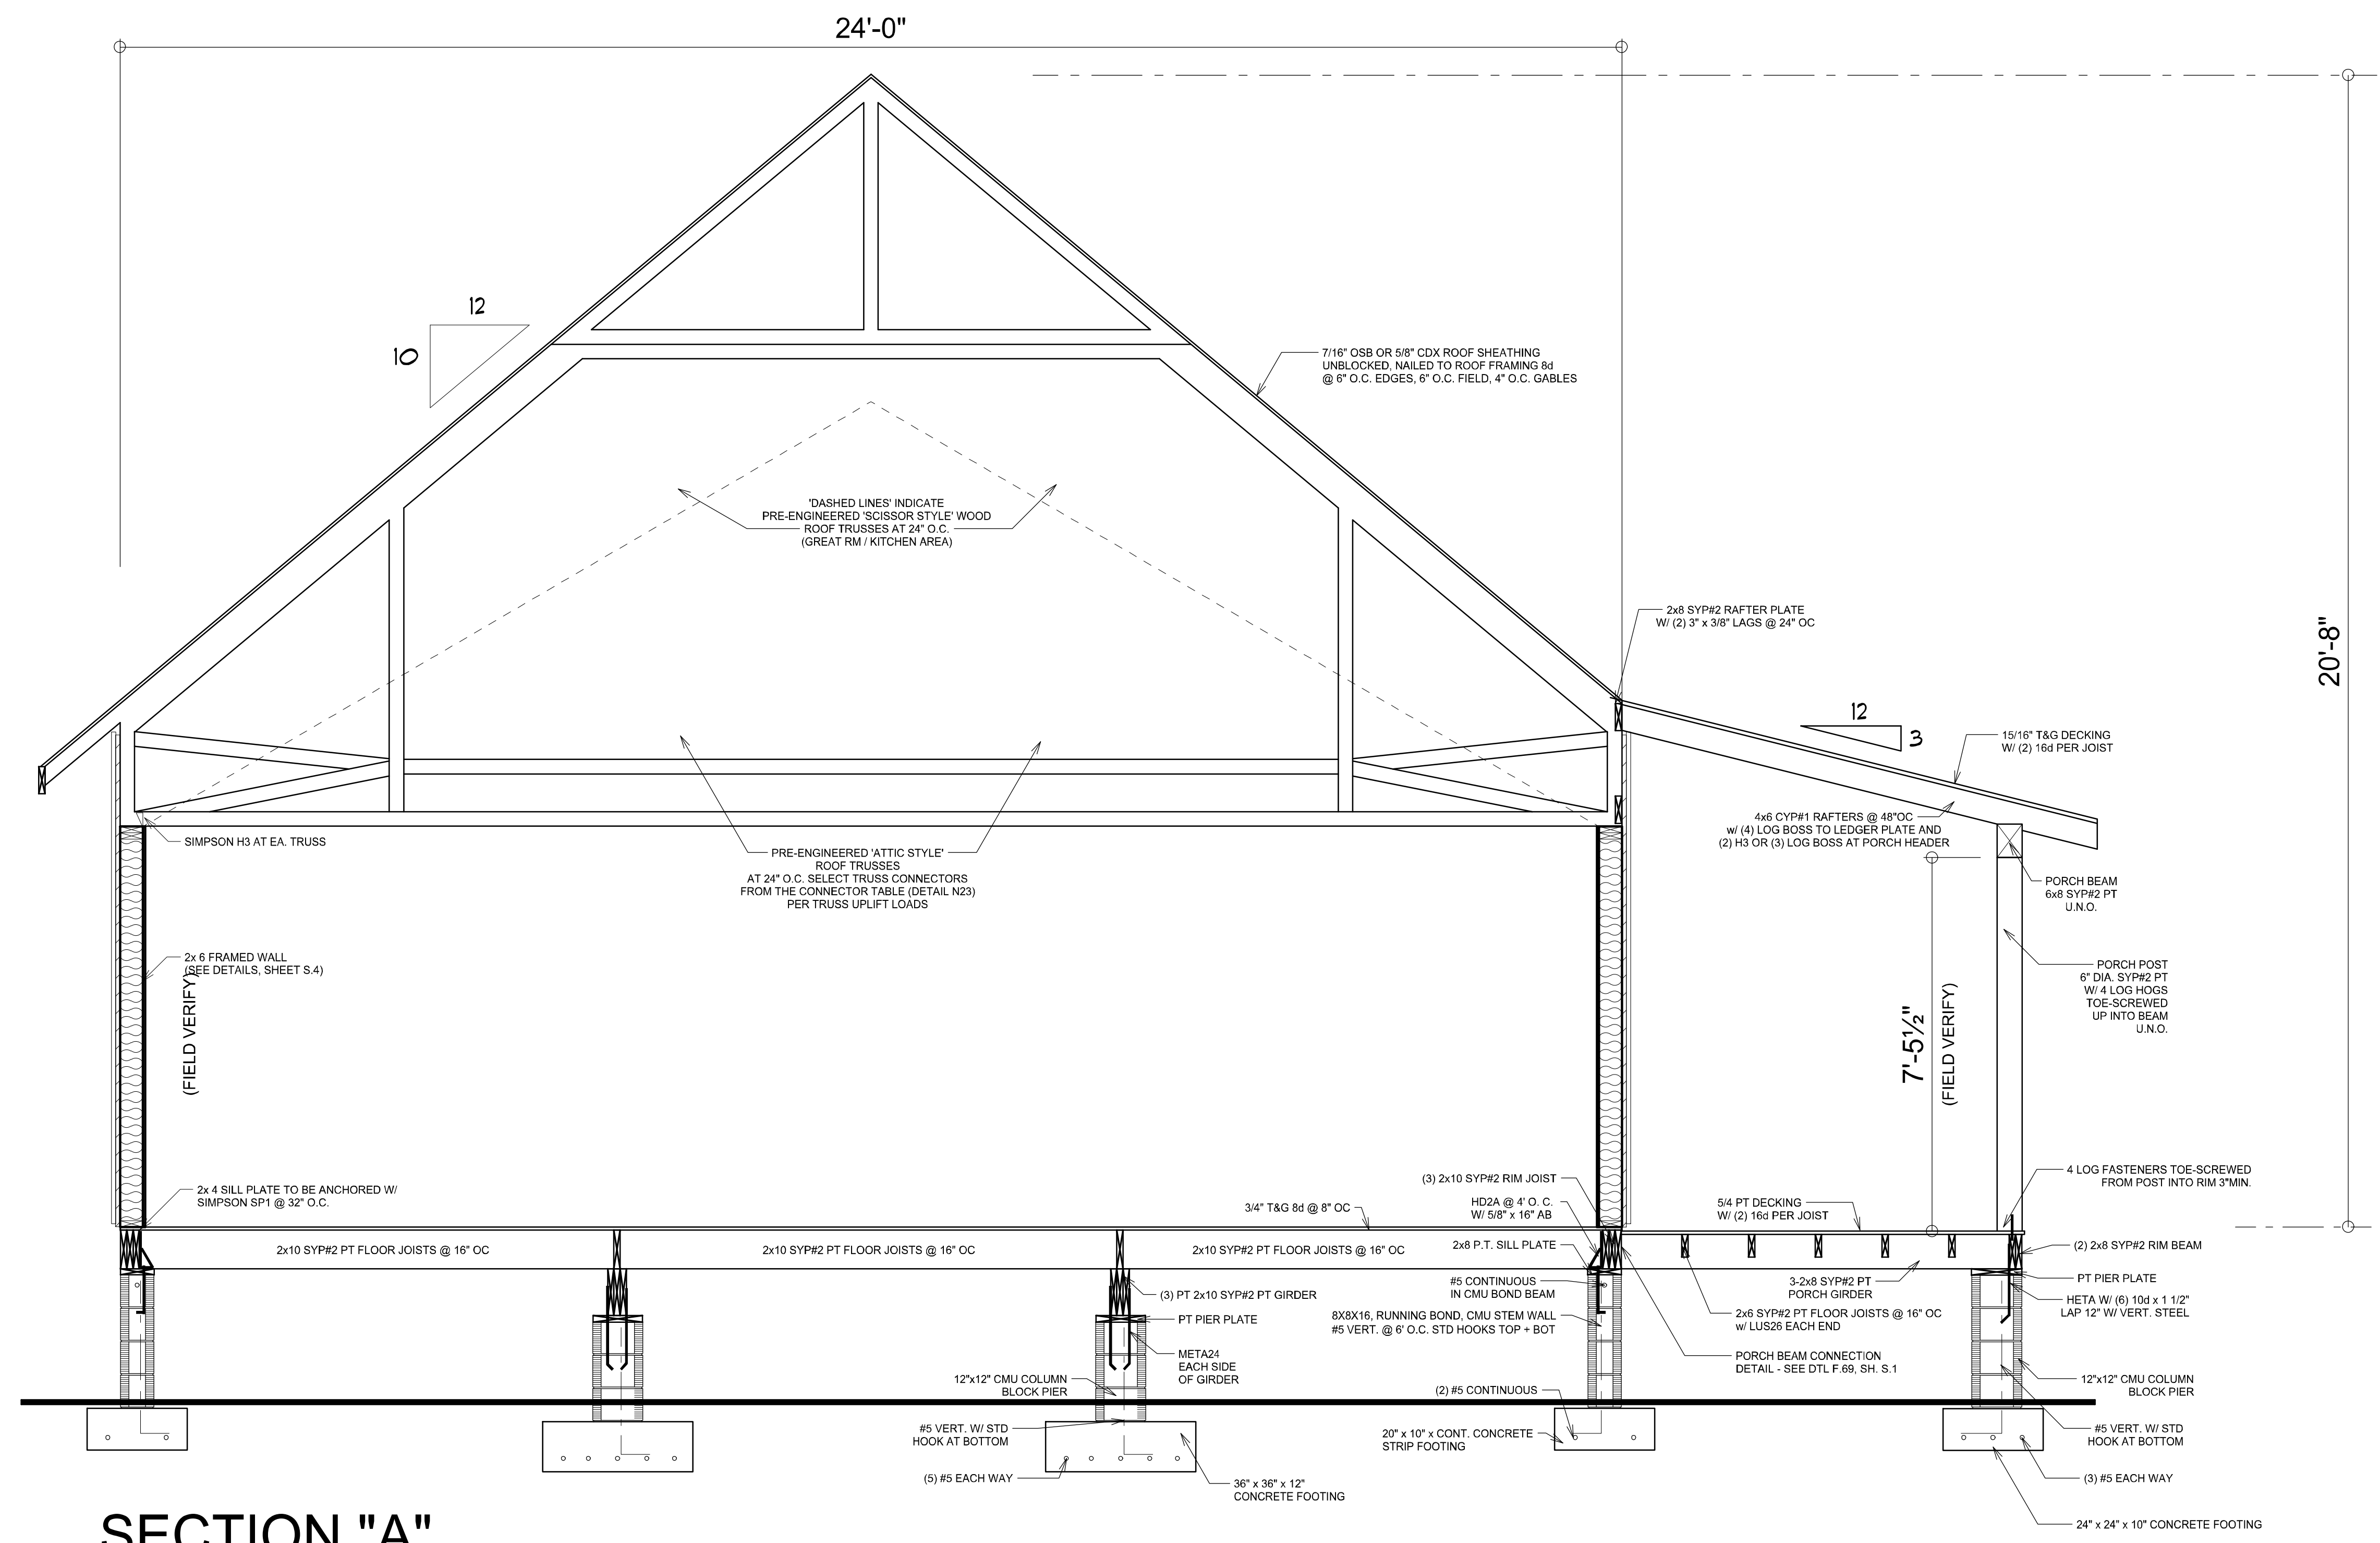 24'-0"
12
10
7/16" OSB OR 5/8" CDX ROOF SHEATHING
UNBLOCKED, NAILED TO ROOF FRAMING 8d
@ 6" O.C. EDGES, 6" O.C. FIELD, 4" O.C. GABLES
'DASHED LINES' INDICATE
PRE-ENGINEERED 'SCISSOR STYLE' WOOD
ROOF TRUSSES AT 24" O.C.
(GREAT RM / KITCHEN AREA)
2x8 SYP#2 RAFTER PLATE
W/ (2) 3" x 3/8" LAGS @ 24" OC
20'-8"
12
3
15/16" T&G DECKING
W/ (2) 16d PER JOIST
4x6 CYP#1 RAFTERS @ 48"OC
w/ (4) LOG BOSS TO LEDGER PLATE AND
(2) H3 OR (3) LOG BOSS AT PORCH HEADER
SIMPSON H3 AT EA. TRUSS
PRE-ENGINEERED 'ATTIC STYLE'
ROOF TRUSSES
AT 24" O.C. SELECT TRUSS CONNECTORS
FROM THE CONNECTOR TABLE (DETAIL N23)
PER TRUSS UPLIFT LOADS
PORCH BEAM
6x8 SYP#2 PT
U.N.O.
2x 6 FRAMED WALL
(SEE DETAILS, SHEET S.4)
(FIELD VERIFY)
PORCH POST
6" DIA. SYP#2 PT
W/ 4 LOG HOGS
TOE-SCREWED
UP INTO BEAM
U.N.O.
7'-5½"
(FIELD VERIFY)
2x 4 SILL PLATE TO BE ANCHORED W/
SIMPSON SP1 @ 32" O.C.
(3) 2x10 SYP#2 RIM JOIST
HD2A @ 4' O. C.
W/ 5/8" x 16" AB
3/4" T&G 8d @ 8" OC
4 LOG FASTENERS TOE-SCREWED
FROM POST INTO RIM 3"MIN.
5/4 PT DECKING
W/ (2) 16d PER JOIST
2x10 SYP#2 PT FLOOR JOISTS @ 16" OC
2x10 SYP#2 PT FLOOR JOISTS @ 16" OC
2x10 SYP#2 PT FLOOR JOISTS @ 16" OC
2x8 P.T. SILL PLATE
(2) 2x8 SYP#2 RIM BEAM
#5 CONTINUOUS
IN CMU BOND BEAM
3-2x8 SYP#2 PT
PORCH GIRDER
PT PIER PLATE
(3) PT 2x10 SYP#2 PT GIRDER
HETA W/ (6) 10d x 1 1/2"
LAP 12" W/ VERT. STEEL
PT PIER PLATE
8X8X16, RUNNING BOND, CMU STEM WALL
#5 VERT. @ 6' O.C. STD HOOKS TOP + BOT
2x6 SYP#2 PT FLOOR JOISTS @ 16" OC
w/ LUS26 EACH END
META24
EACH SIDE
OF GIRDER
PORCH BEAM CONNECTION
DETAIL - SEE DTL F.69, SH. S.1
12"x12" CMU COLUMN
BLOCK PIER
12"x12" CMU COLUMN
BLOCK PIER
(2) #5 CONTINUOUS
#5 VERT. W/ STD
HOOK AT BOTTOM
20" x 10" x CONT. CONCRETE
STRIP FOOTING
#5 VERT. W/ STD
HOOK AT BOTTOM
(5) #5 EACH WAY
36" x 36" x 12"
CONCRETE FOOTING
(3) #5 EACH WAY
24" x 24" x 10" CONCRETE FOOTING
SECTION "A"